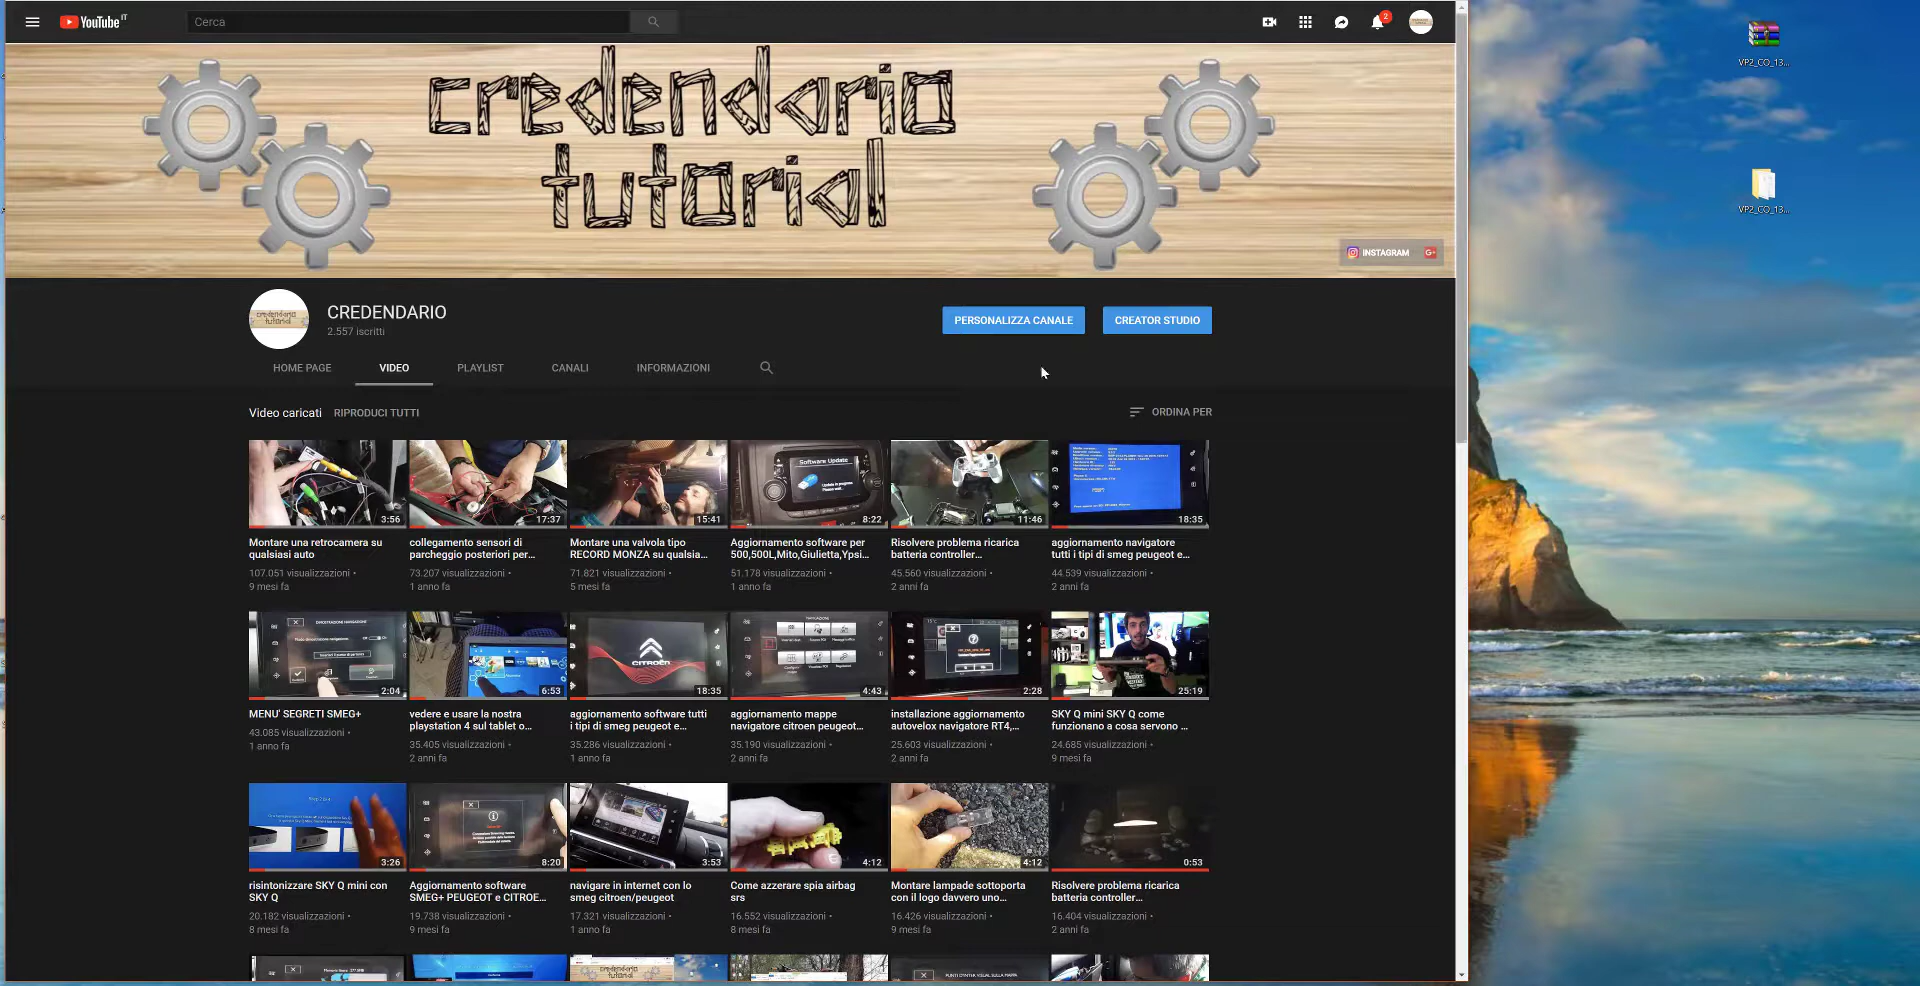 YouTube IT
Cerca
2
credendario
tutorial
INSTAGRAM
VP2_CO_13...
VP2_CO_13...
CREDENDARIO
2.557 iscritti
PERSONALIZZA CANALE
CREATOR STUDIO
HOME PAGE
VIDEO
PLAYLIST
CANALI
INFORMAZIONI
Video caricati
RIPRODUCI TUTTI
ORDINA PER
Software Update
3:56
17:37
15:41
8:22
11:46
18:35
Montare una retrocamera su
qualsiasi auto
107.051 visualizzazioni •
9 mesi fa
collegamento sensori di
parcheggio posteriori per...
73.207 visualizzazioni •
1 anno fa
Montare una valvola tipo
RECORD MONZA su qualsia...
71.821 visualizzazioni •
5 mesi fa
Aggiornamento software per
500,500L,Mito,Giulietta,Ypsi...
51.178 visualizzazioni •
1 anno fa
Risolvere problema ricarica
batteria controller...
45.560 visualizzazioni •
2 anni fa
aggiornamento navigatore
tutti i tipi di smeg peugeot e...
44.539 visualizzazioni •
2 anni fa
CITROËN
2:04
6:53
18:35
4:43
2:28
25:19
MENU' SEGRETI SMEG+
43.085 visualizzazioni •
1 anno fa
vedere e usare la nostra
playstation 4 sul tablet o...
35.405 visualizzazioni •
2 anni fa
aggiornamento software tutti
i tipi di smeg peugeot e...
35.286 visualizzazioni •
1 anno fa
aggiornamento mappe
navigatore citroen peugeot...
35.190 visualizzazioni •
2 anni fa
installazione aggiornamento
autovelox navigatore RT4,...
25.603 visualizzazioni •
2 anni fa
SKY Q mini SKY Q come
funzionano a cosa servono ...
24.685 visualizzazioni •
9 mesi fa
3:26
8:20
3:53
4:12
4:12
0:53
risintonizzare SKY Q mini con
SKY Q
20.182 visualizzazioni •
8 mesi fa
Aggiornamento software
SMEG+ PEUGEOT e CITROE...
19.738 visualizzazioni •
9 mesi fa
navigare in internet con lo
smeg citroen/peugeot
17.321 visualizzazioni •
1 anno fa
Come azzerare spia airbag
srs
16.552 visualizzazioni •
8 mesi fa
Montare lampade sottoporta
con il logo davvero uno...
16.426 visualizzazioni •
9 mesi fa
Risolvere problema ricarica
batteria controller...
16.404 visualizzazioni •
2 anni fa
credendario
tutorial